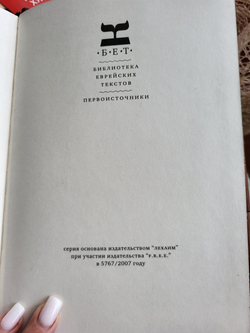 ·Б·Е·Т·
БИБЛИОТЕКА
ЕВРЕЙСКИХ
ТЕКСТОВ
ПЕРВОИСТОЧНИКИ
серия основана издательством "лехаим"
при участии издательства "г.в.к.е."
в 5767/2007 году